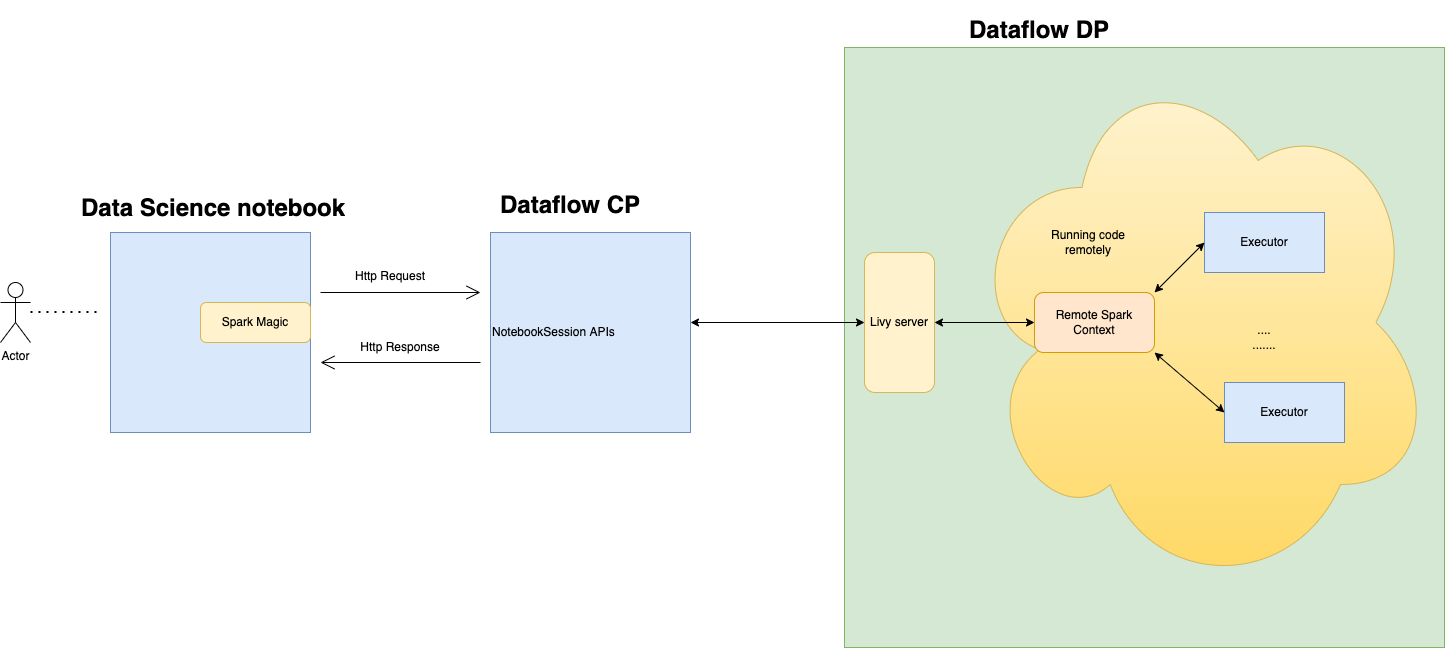 Dataflow DP
Data Science notebook
Dataflow CP
Running code
remotely
Executor
Http Request
Spark Magic
NotebookSession APIs
Livy server
Remote Spark
Context
....
.......
Http Response
Actor
Executor